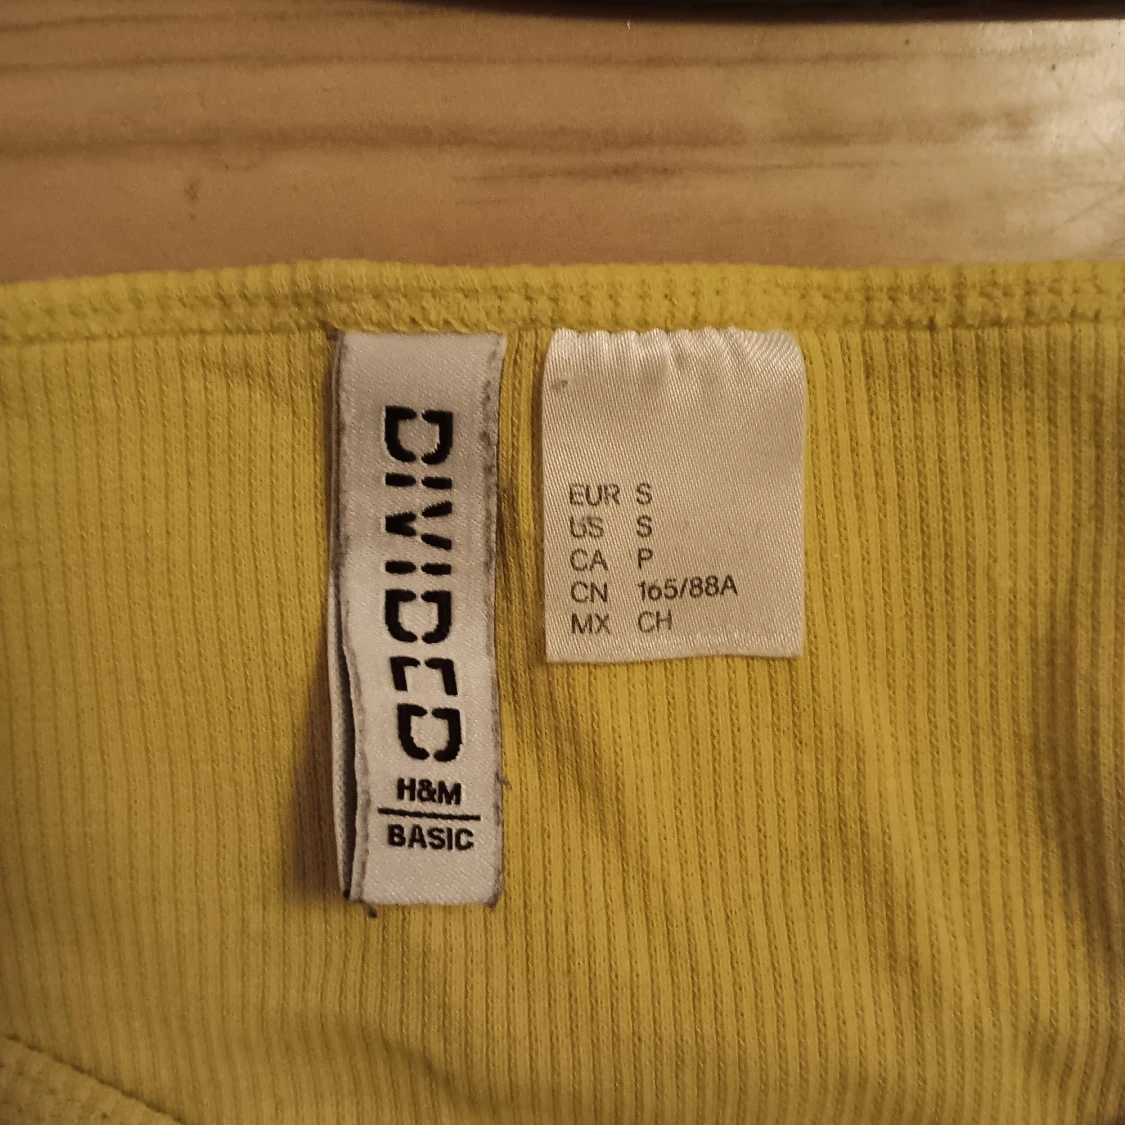 DIVIDED
H&M
BASIC
EUR S
US S
CA P
CN 165/88A
MX CH